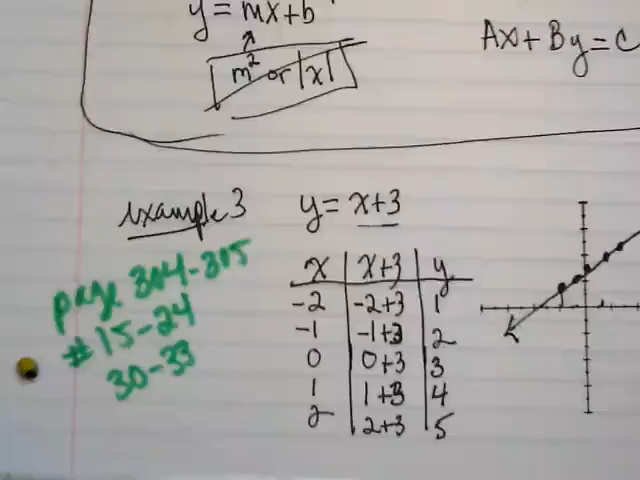 y = mx+b
Ax + By = C
m² or |x|
example 3
y = x+3
page 304-305
#15-24
30-33
x | x+3 | y
-2 | -2+3 | 1
-1 | -1+3 | 2
0 | 0+3 | 3
1 | 1+3 | 4
2 | 2+3 | 5